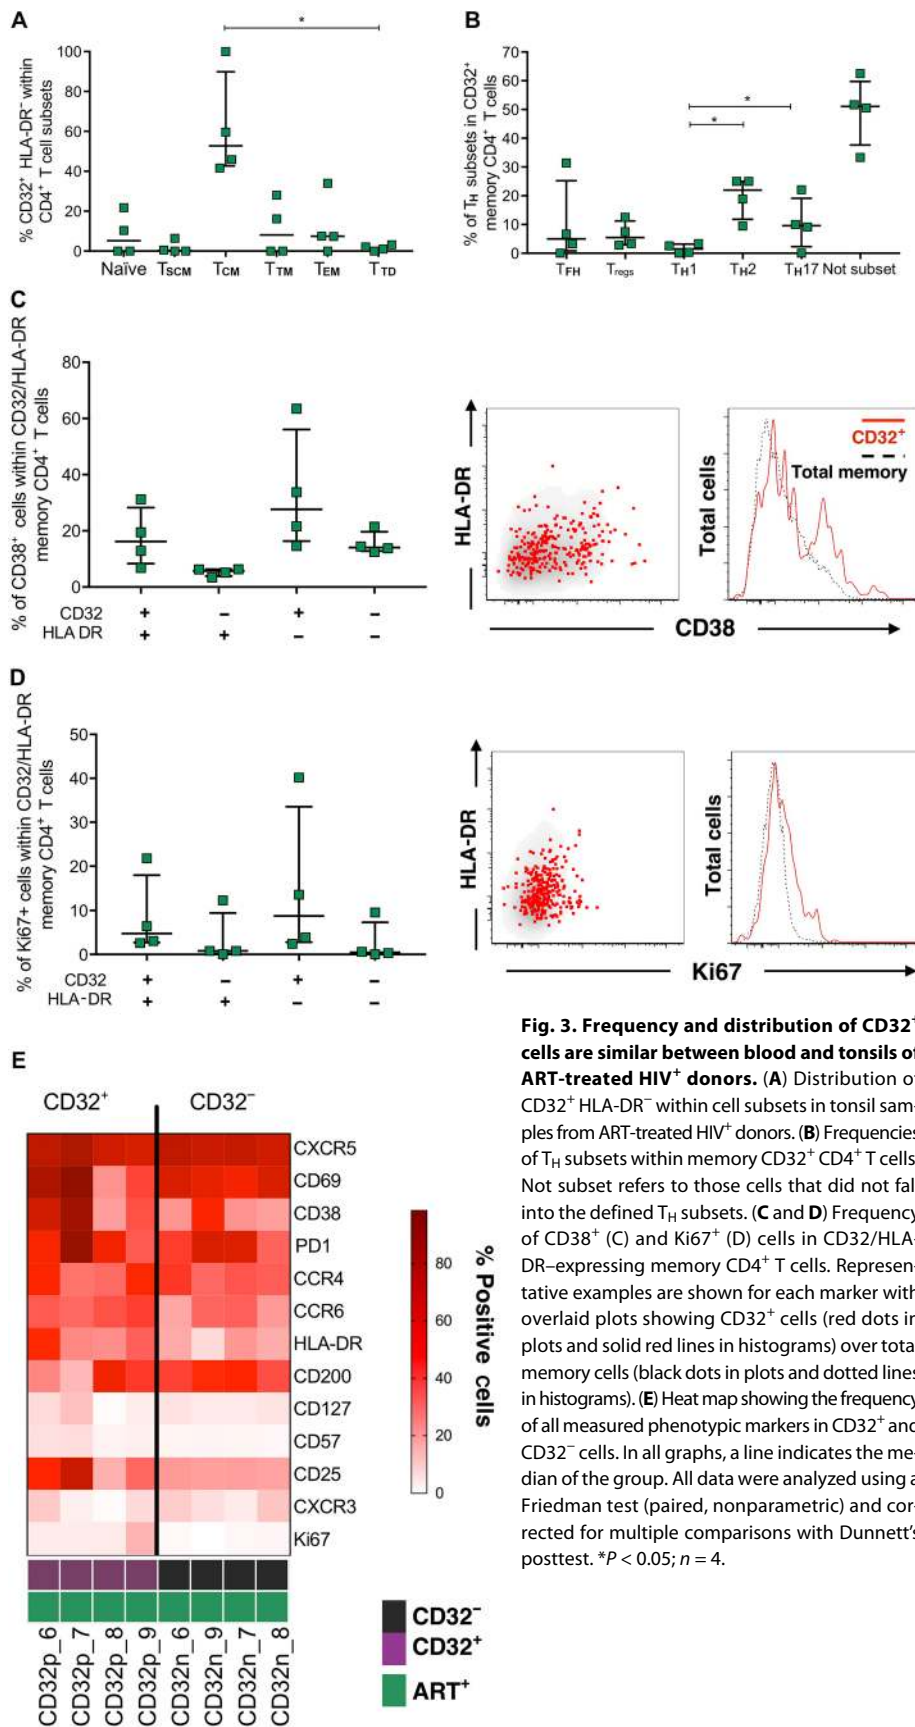 A
% CD32+ HLA-DR− within
CD4+ T cell subsets
100
80
60
40
20
0
*
Naïve TSCM TCM TTM TEM TTD
B
% of TH subsets in CD32+
memory CD4+ T cells
70
60
50
40
30
20
10
0
*
*
TFH Tregs TH1 TH2 TH17 Not subset
C
% of CD38+ cells within CD32/HLA-DR
memory CD4+ T cells
80
60
40
20
0
CD32 + − + −
HLA DR + + − −
HLA-DR
Total cells
CD32+
Total memory
CD38
D
% of Ki67+ cells within CD32/HLA-DR
memory CD4+ T cells
50
40
30
20
10
0
CD32 + − + −
HLA-DR + + − −
HLA-DR
Total cells
Ki67
E
CD32+ CD32−
CXCR5
CD69
CD38
PD1
CCR4
CCR6
HLA-DR
CD200
CD127
CD57
CD25
CXCR3
Ki67
80
60
40
20
0
% Positive cells
CD32p_6
CD32p_7
CD32p_8
CD32p_9
CD32n_6
CD32n_9
CD32n_7
CD32n_8
CD32−
CD32+
ART+
Fig. 3. Frequency and distribution of CD32+
cells are similar between blood and tonsils of
ART-treated HIV+ donors. (A) Distribution of
CD32+ HLA-DR− within cell subsets in tonsil sam-
ples from ART-treated HIV+ donors. (B) Frequencies
of TH subsets within memory CD32+ CD4+ T cells
Not subset refers to those cells that did not fal
into the defined TH subsets. (C and D) Frequency
of CD38+ (C) and Ki67+ (D) cells in CD32/HLA-
DR–expressing memory CD4+ T cells. Represen-
tative examples are shown for each marker with
overlaid plots showing CD32+ cells (red dots in
plots and solid red lines in histograms) over tota
memory cells (black dots in plots and dotted lines
in histograms). (E) Heat map showing the frequency
of all measured phenotypic markers in CD32+ and
CD32− cells. In all graphs, a line indicates the me-
dian of the group. All data were analyzed using a
Friedman test (paired, nonparametric) and cor-
rected for multiple comparisons with Dunnett's
posttest. *P < 0.05; n = 4.